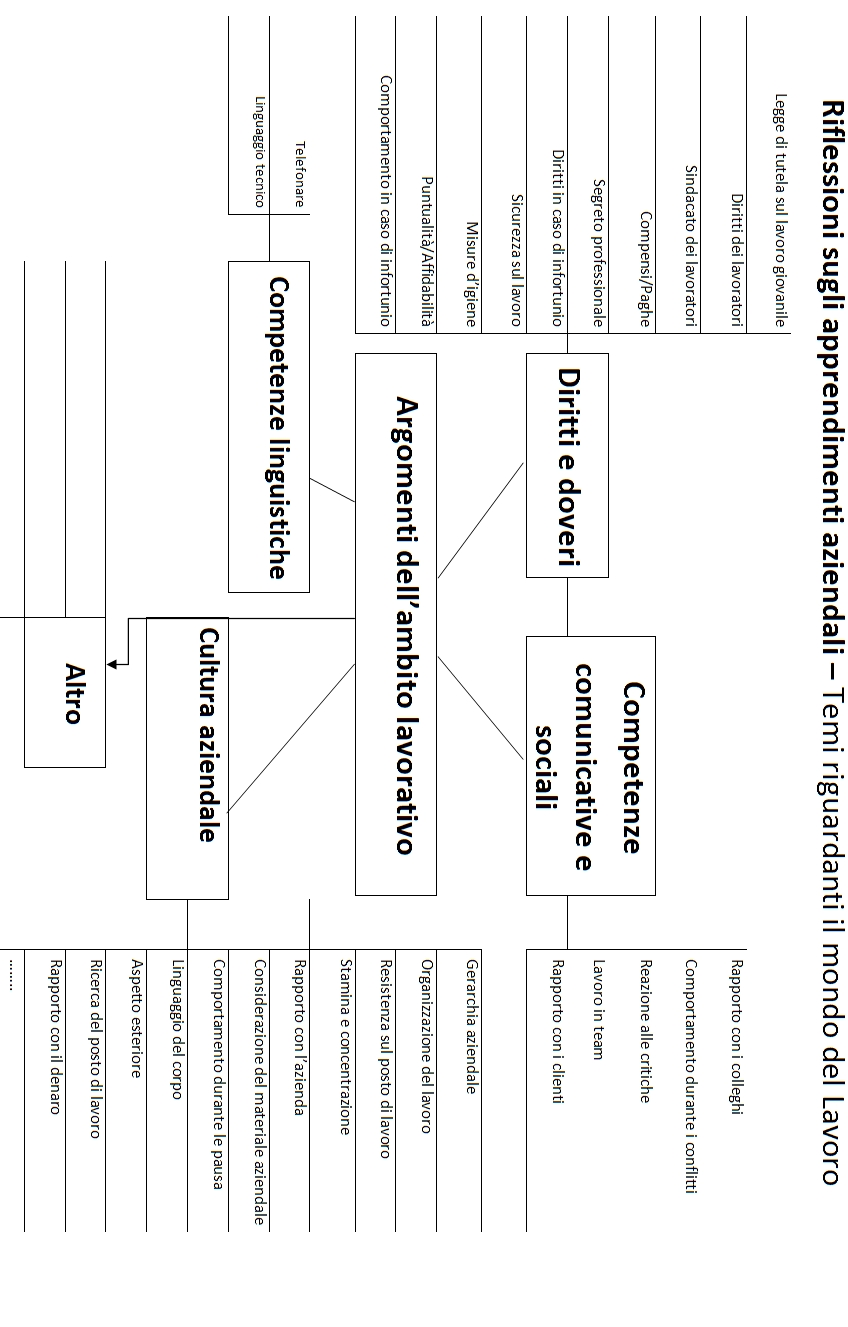 Riflessioni sugli apprendimenti aziendali – Temi riguardanti il mondo del Lavoro
Legge di tutela sul lavoro giovanile
Diritti dei lavoratori
Sindacato dei lavoratori
Compensi/Paghe
Segreto professionale
Diritti in caso di infortunio
Sicurezza sul lavoro
Misure d'igiene
Puntualità/Affidabilità
Comportamento in caso di infortunio
Diritti e doveri
Competenze
comunicative e
sociali
Rapporto con i colleghi
Comportamento durante i conflitti
Reazione alle critiche
Lavoro in team
Rapporto con i clienti
Argomenti dell'ambito lavorativo
Telefonare
Linguaggio tecnico
Competenze linguistiche
Cultura aziendale
Gerarchia aziendale
Organizzazione del lavoro
Resistenza sul posto di lavoro
Stamina e concentrazione
Rapporto con l'azienda
Considerazione del materiale aziendale
Comportamento durante le pausa
Linguaggio del corpo
Aspetto esteriore
Ricerca del posto di lavoro
Rapporto con il denaro
........
Altro